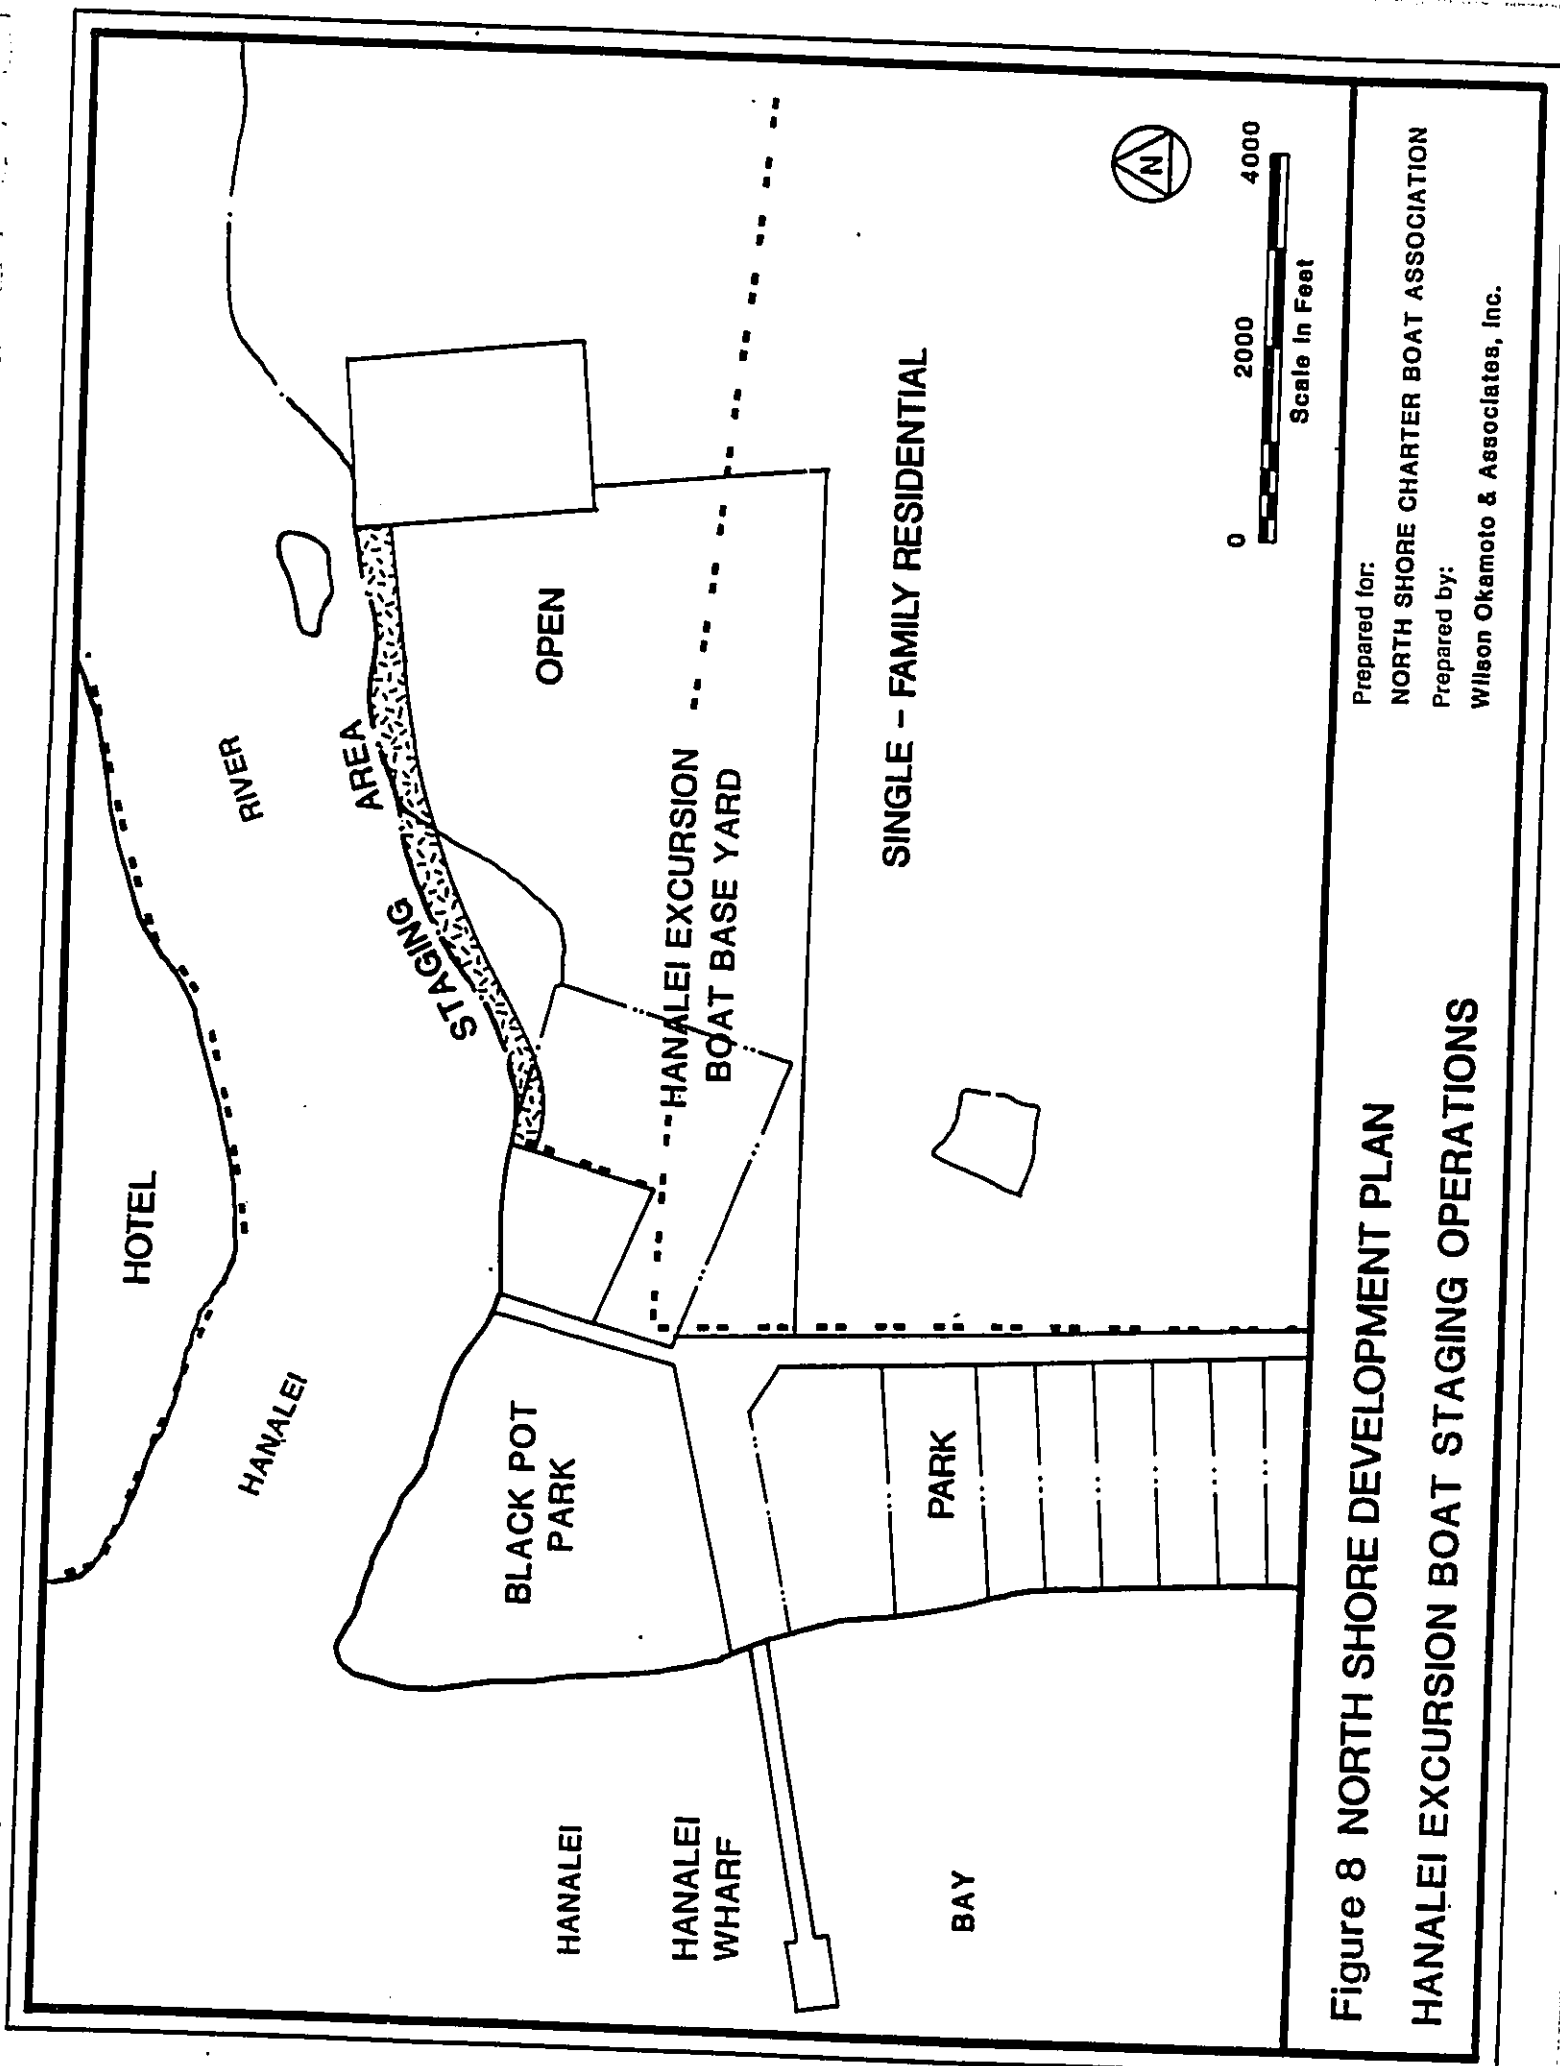 HOTEL
RIVER
HANALEI
STAGING AREA
OPEN
BLACK POT
PARK
HANALEI EXCURSION
BOAT BASE YARD
HANALEI
HANALEI
WHARF
BAY
PARK
SINGLE - FAMILY RESIDENTIAL
N
0 2000 4000
Scale In Feet
Figure 8 NORTH SHORE DEVELOPMENT PLAN
HANALEI EXCURSION BOAT STAGING OPERATIONS
Prepared for:
NORTH SHORE CHARTER BOAT ASSOCIATION
Prepared by:
Wilson Okamoto & Associates, Inc.